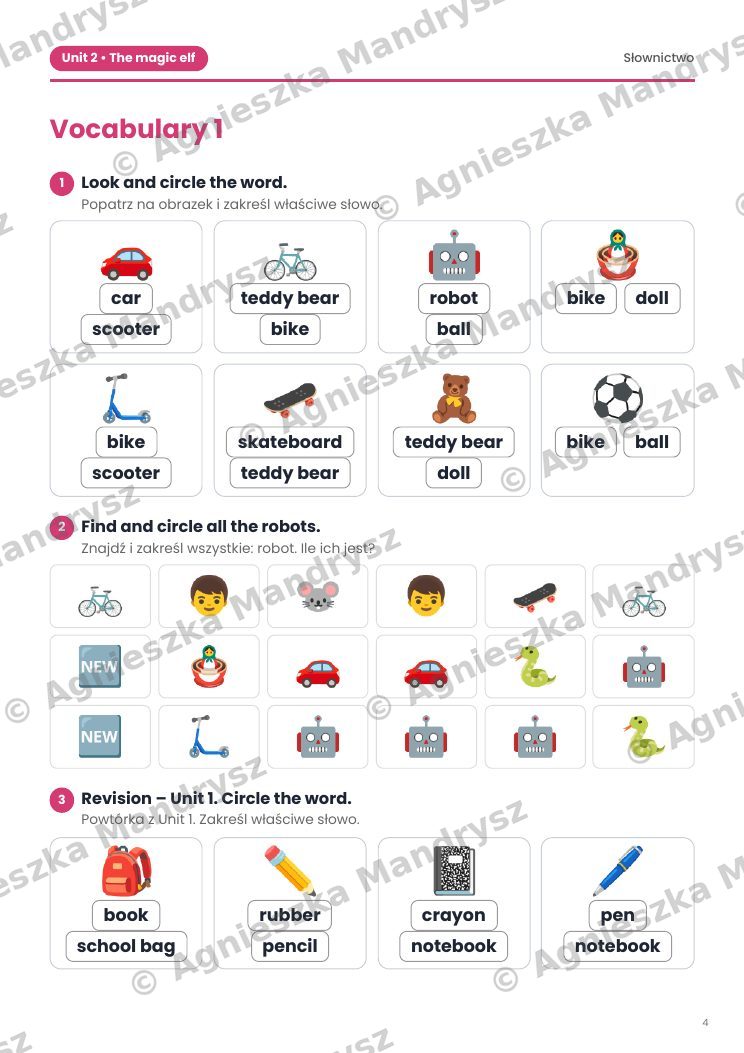 Unit 2 • The magic elf
Słownictwo
Vocabulary 1
1 Look and circle the word.
Popatrz na obrazek i zakreśl właściwe słowo.
car
scooter
teddy bear
bike
robot
ball
bike doll
bike
scooter
skateboard
teddy bear
teddy bear
doll
bike ball
2 Find and circle all the robots.
Znajdź i zakreśl wszystkie: robot. Ile ich jest?
NEW
NEW
3 Revision – Unit 1. Circle the word.
Powtórka z Unit 1. Zakreśl właściwe słowo.
book
school bag
rubber
pencil
crayon
notebook
pen
notebook
4
© Agnieszka Mandrysz